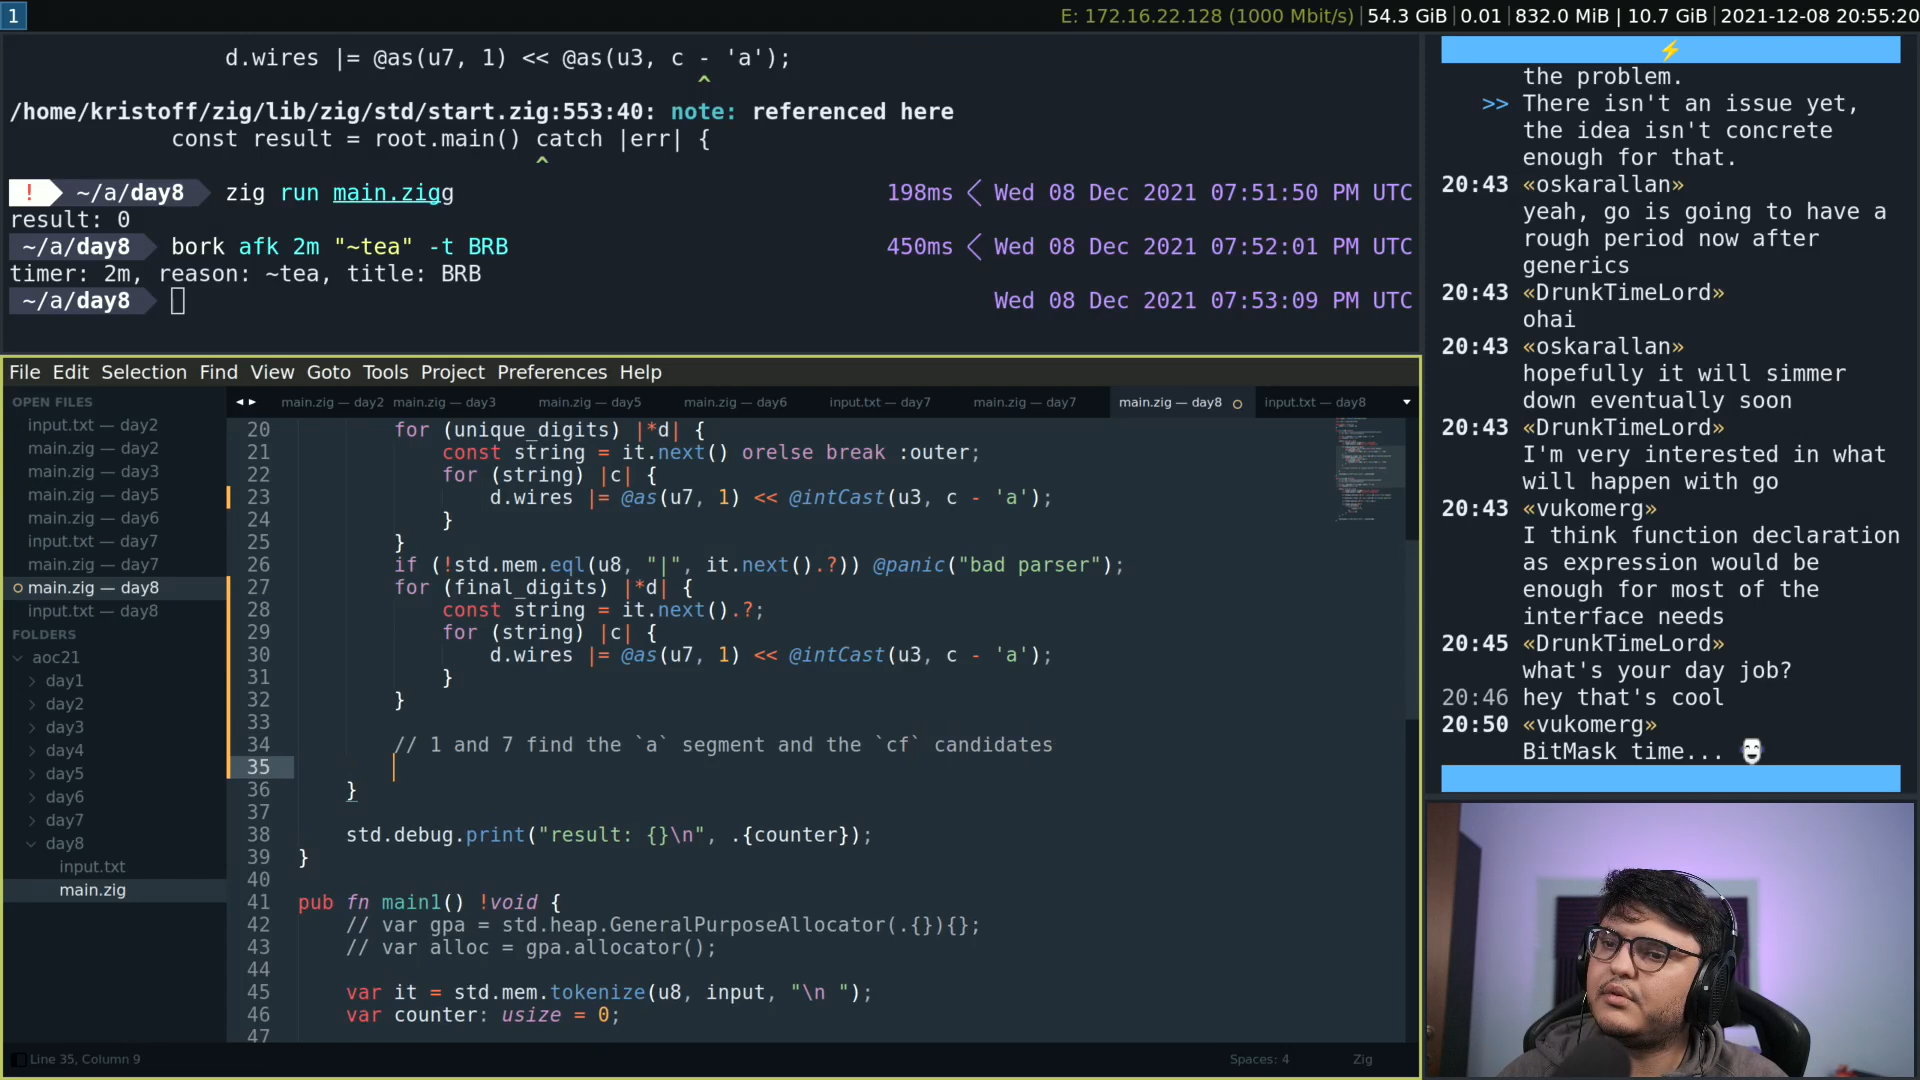 1
E: 172.16.22.128 (1000 Mbit/s) | 54.3 GiB | 0.01 | 832.0 MiB | 10.7 GiB | 2021-12-08 20:55:20
d.wires |= @as(u7, 1) << @as(u3, c - 'a');
^
/home/kristoff/zig/lib/zig/std/start.zig:553:40: note: referenced here
const result = root.main() catch |err| {
^
! ~/a/day8 zig run main.zigg 198ms < Wed 08 Dec 2021 07:51:50 PM UTC
result: 0
~/a/day8 bork afk 2m "~tea" -t BRB 450ms < Wed 08 Dec 2021 07:52:01 PM UTC
timer: 2m, reason: ~tea, title: BRB
~/a/day8 Wed 08 Dec 2021 07:53:09 PM UTC
File Edit Selection Find View Goto Tools Project Preferences Help
OPEN FILES
input.txt — day2
main.zig — day2
main.zig — day3
main.zig — day5
main.zig — day6
input.txt — day7
main.zig — day7
main.zig — day8
input.txt — day8
FOLDERS
aoc21
day1
day2
day3
day4
day5
day6
day7
day8
input.txt
main.zig
main.zig — day2 main.zig — day3 main.zig — day5 main.zig — day6 input.txt — day7 main.zig — day7 main.zig — day8 input.txt — day8
20 for (unique_digits) |*d| {
21 const string = it.next() orelse break :outer;
22 for (string) |c| {
23 d.wires |= @as(u7, 1) << @intCast(u3, c - 'a');
24 }
25 }
26 if (!std.mem.eql(u8, "|", it.next().?)) @panic("bad parser");
27 for (final_digits) |*d| {
28 const string = it.next().?;
29 for (string) |c| {
30 d.wires |= @as(u7, 1) << @intCast(u3, c - 'a');
31 }
32 }
33
34 // 1 and 7 find the `a` segment and the `cf` candidates
35
36 }
37
38 std.debug.print("result: {}\n", .{counter});
39 }
40
41 pub fn main1() !void {
42 // var gpa = std.heap.GeneralPurposeAllocator(.{}){};
43 // var alloc = gpa.allocator();
44
45 var it = std.mem.tokenize(u8, input, "\n ");
46 var counter: usize = 0;
47
Line 35, Column 9 Spaces: 4 Zig
the problem.
>> There isn't an issue yet,
the idea isn't concrete
enough for that.
20:43 «oskarallan»
yeah, go is going to have a
rough period now after
generics
20:43 «DrunkTimeLord»
ohai
20:43 «oskarallan»
hopefully it will simmer
down eventually soon
20:43 «DrunkTimeLord»
I'm very interested in what
will happen with go
20:43 «vukomerg»
I think function declaration
as expression would be
enough for most of the
interface needs
20:45 «DrunkTimeLord»
what's your day job?
20:46 hey that's cool
20:50 «vukomerg»
BitMask time...